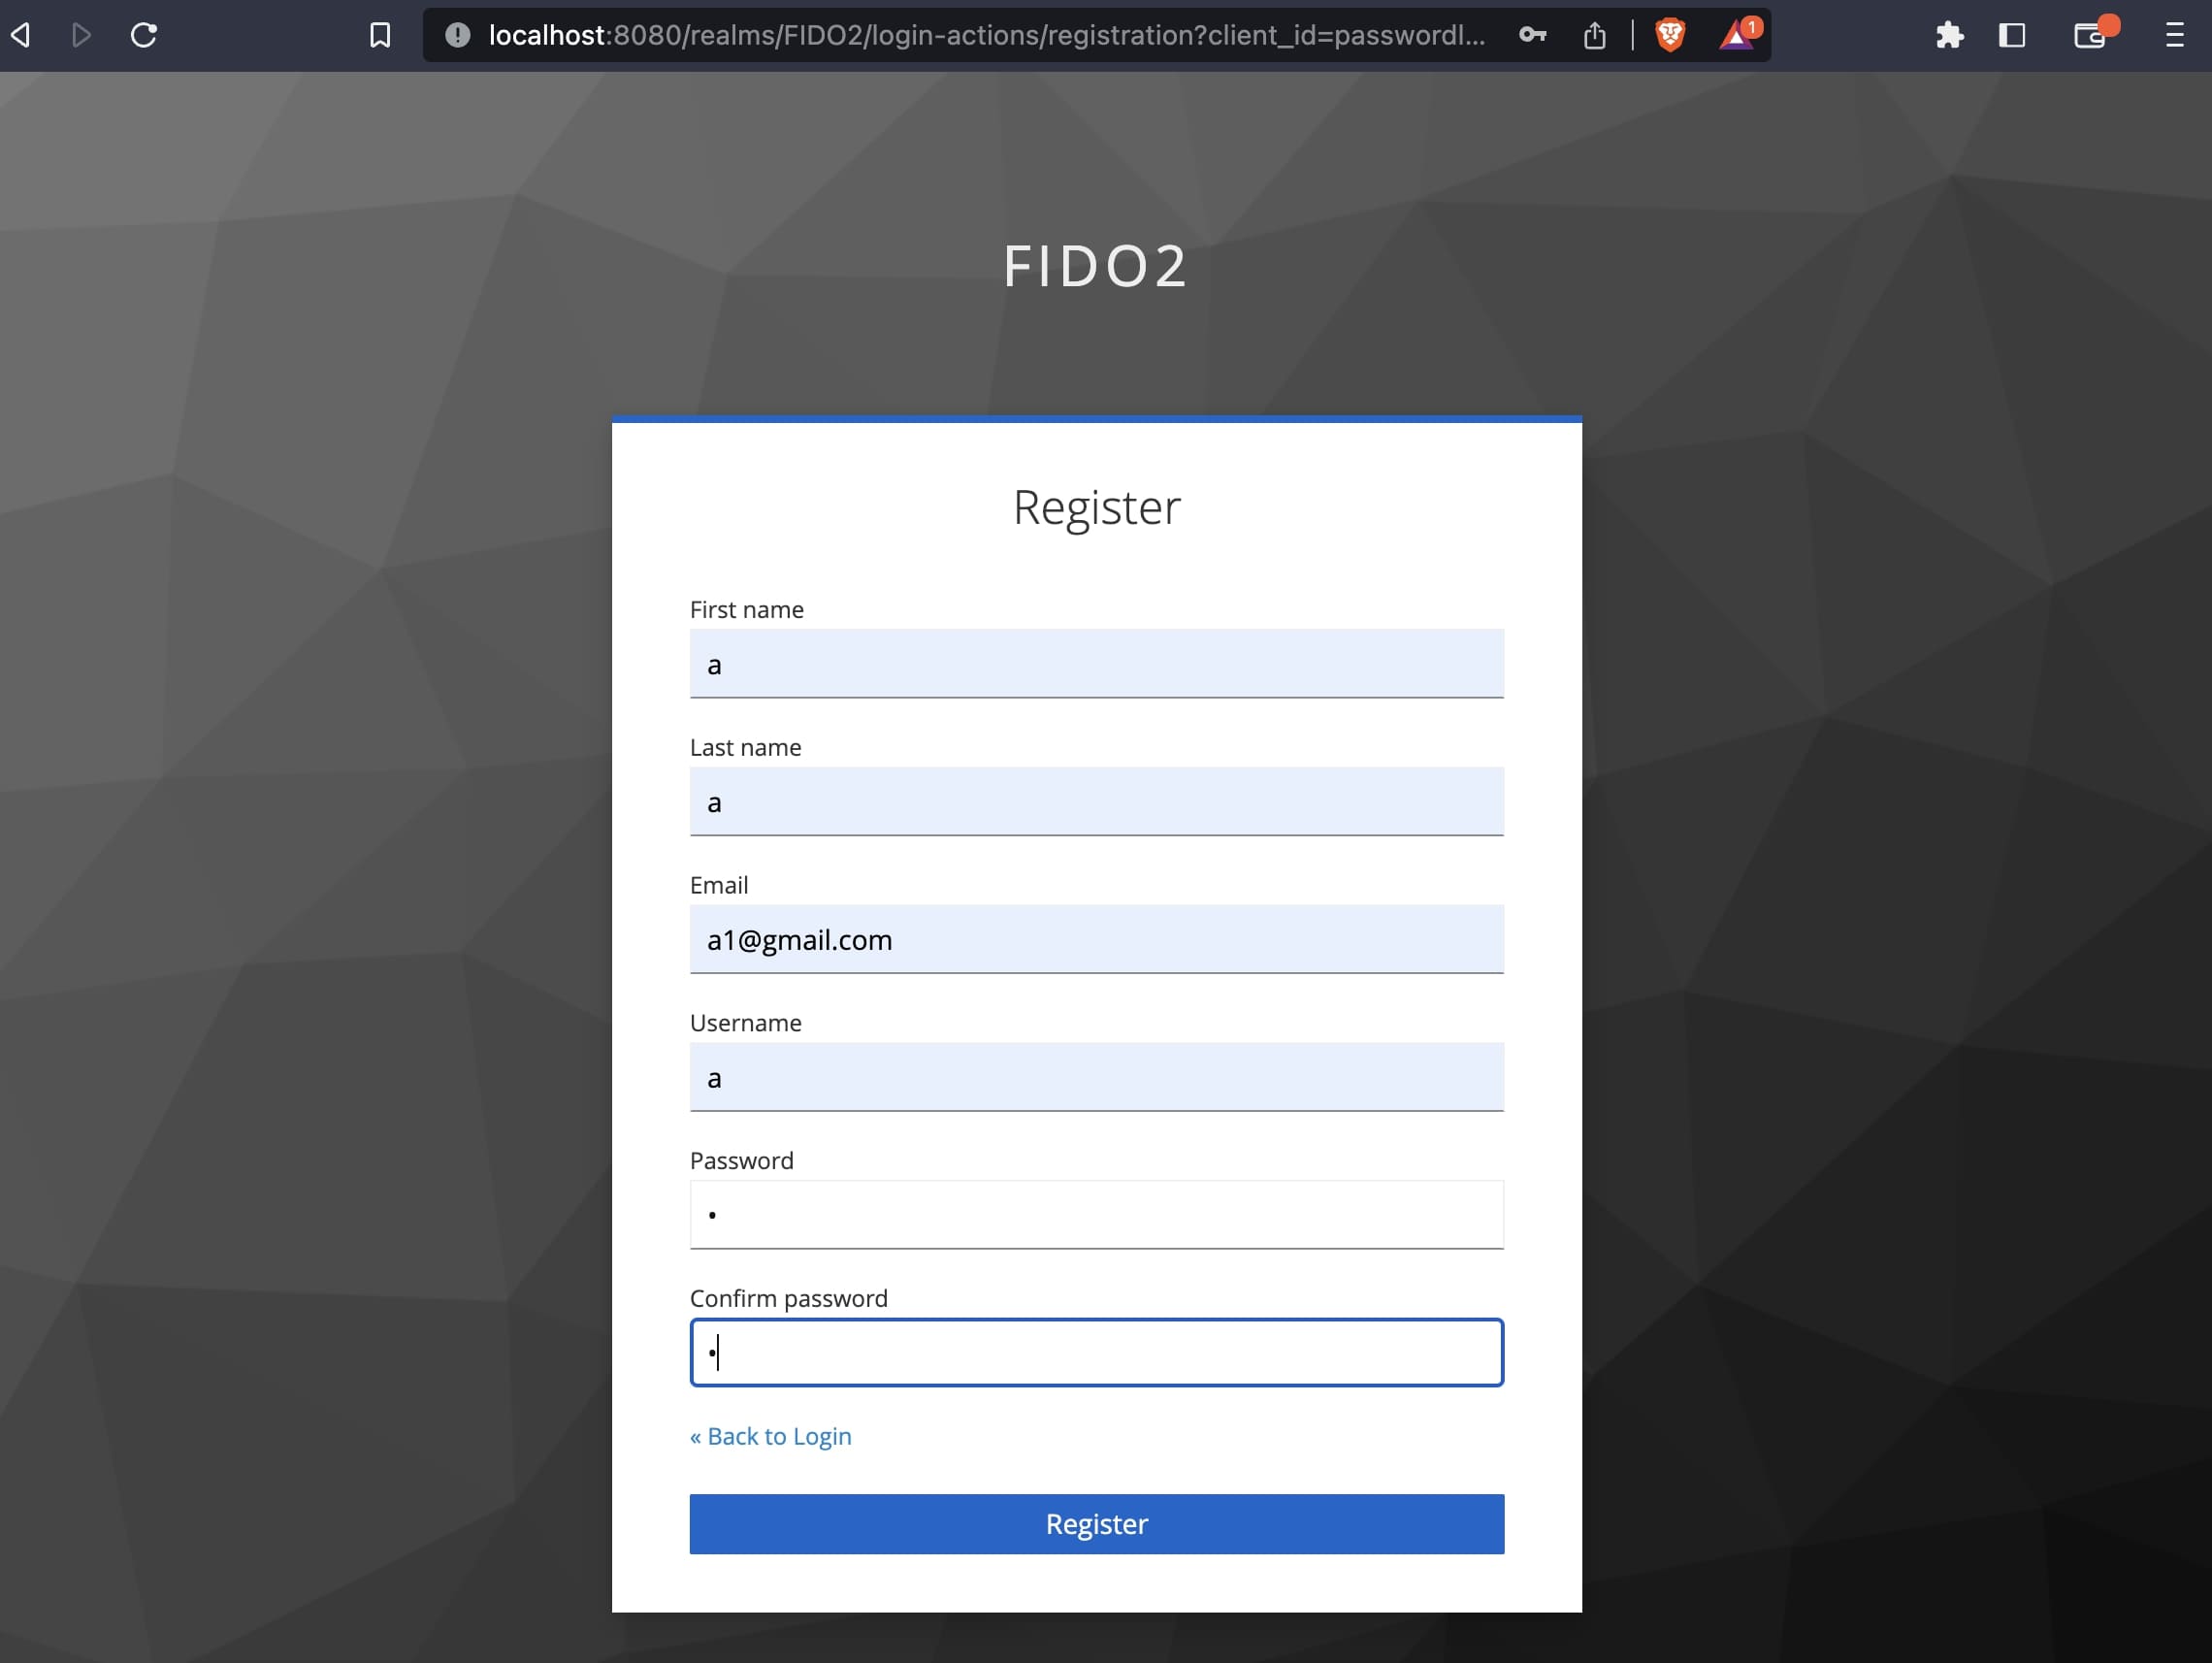 localhost:8080/realms/FIDO2/login-actions/registration?client_id=passwordl...
1
FIDO2
Register
First name
a
Last name
a
Email
a1@gmail.com
Username
a
Password
•
Confirm password
•
« Back to Login
Register